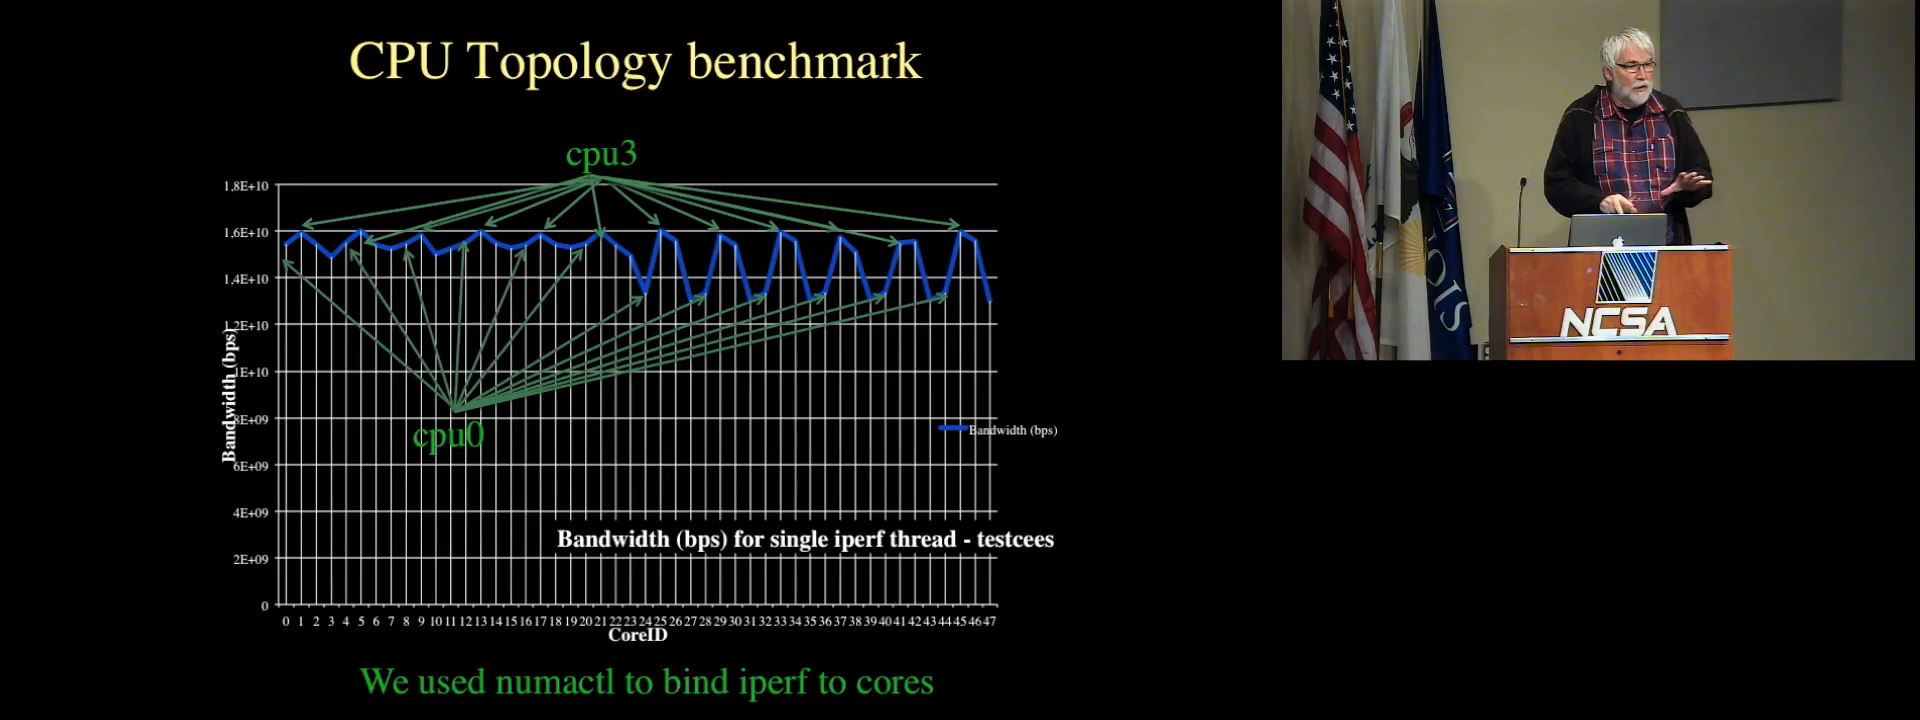 CPU Topology benchmark
cpu3
1,8E+10
1,6E+10
1,4E+10
1,2E+10
1E+10
8E+09
6E+09
4E+09
2E+09
0
Bandwidth (bps)
cpu0
Bandwidth (bps)
Bandwidth (bps) for single iperf thread - testcees
0 1 2 3 4 5 6 7 8 9 10 11 12 13 14 15 16 17 18 19 20 21 22 23 24 25 26 27 28 29 30 31 32 33 34 35 36 37 38 39 40 41 42 43 44 45 46 47
CoreID
We used numactl to bind iperf to cores
NCSA